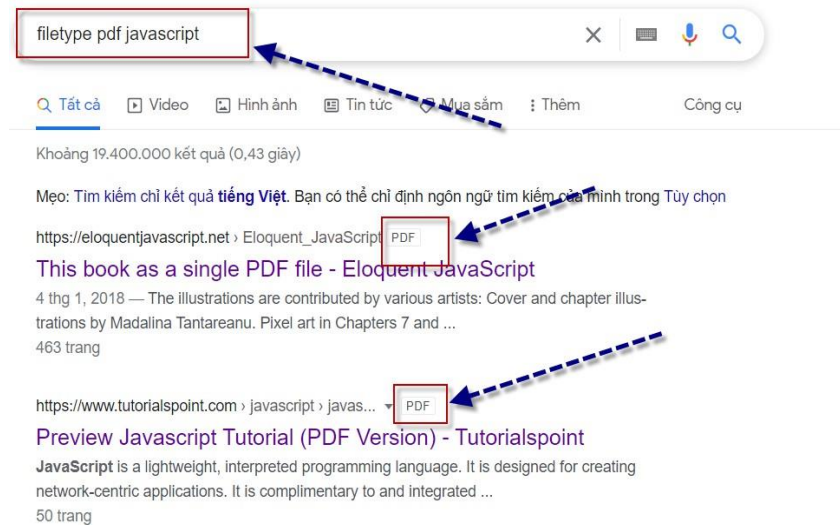 filetype pdf javascript
Tất cả Video Hình ảnh Tin tức Mua sắm Thêm Công cụ
Khoảng 19.400.000 kết quả (0,43 giây)
Mẹo: Tìm kiếm chỉ kết quả tiếng Việt. Bạn có thể chỉ định ngôn ngữ tìm kiếm của mình trong Tùy chọn
https://eloquentjavascript.net › Eloquent_JavaScript PDF
This book as a single PDF file - Eloquent JavaScript
4 thg 1, 2018 — The illustrations are contributed by various artists: Cover and chapter illus-
trations by Madalina Tantareanu. Pixel art in Chapters 7 and ...
463 trang
https://www.tutorialspoint.com › javascript › javas... PDF
Preview Javascript Tutorial (PDF Version) - Tutorialspoint
JavaScript is a lightweight, interpreted programming language. It is designed for creating
network-centric applications. It is complimentary to and integrated ...
50 trang